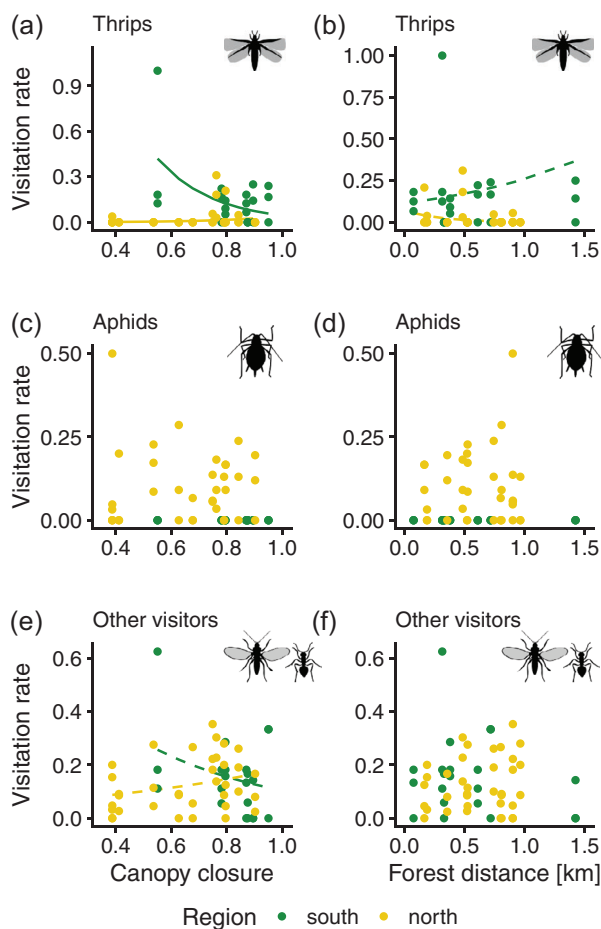 (a) Thrips
(b) Thrips
Visitation rate
0.9
0.6
0.3
0.0
0.4 0.6 0.8 1.0
1.00
0.75
0.50
0.25
0.00
0.0 0.5 1.0 1.5
(c) Aphids
(d) Aphids
Visitation rate
0.50
0.25
0.00
0.4 0.6 0.8 1.0
0.50
0.25
0.00
0.0 0.5 1.0 1.5
(e) Other visitors
(f) Other visitors
Visitation rate
0.6
0.4
0.2
0.0
0.4 0.6 0.8 1.0
Canopy closure
0.6
0.4
0.2
0.0
0.0 0.5 1.0 1.5
Forest distance [km]
Region south north